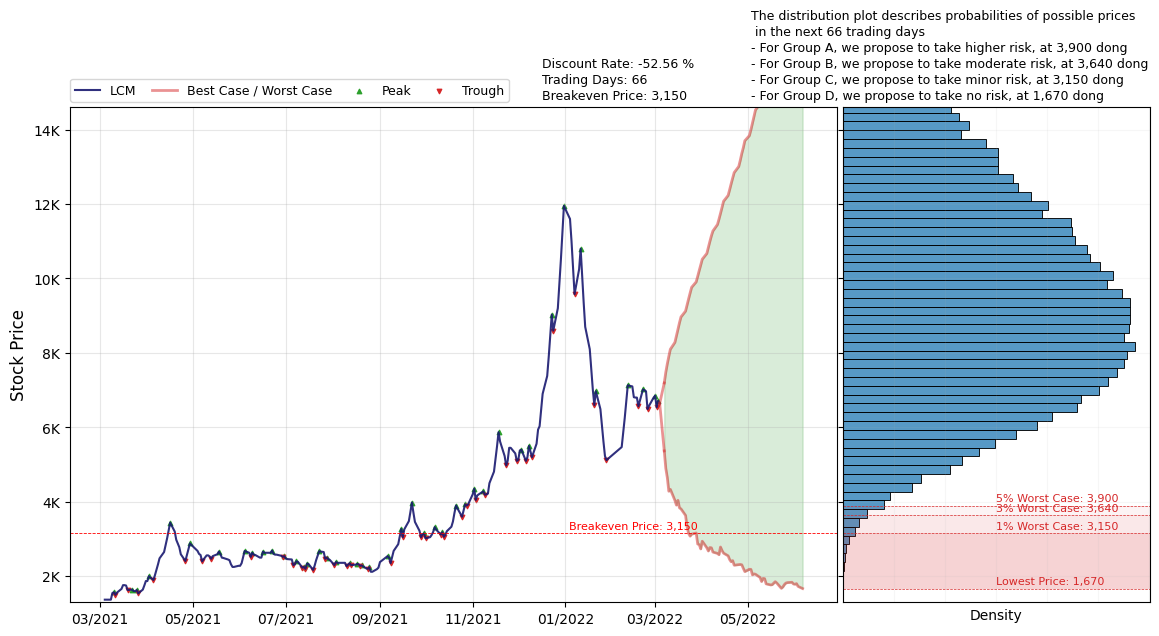 The distribution plot describes probabilities of possible prices
in the next 66 trading days
- For Group A, we propose to take higher risk, at 3,900 dong
- For Group B, we propose to take moderate risk, at 3,640 dong
- For Group C, we propose to take minor risk, at 3,150 dong
- For Group D, we propose to take no risk, at 1,670 dong
Discount Rate: -52.56 %
Trading Days: 66
Breakeven Price: 3,150
LCM
Best Case / Worst Case
Peak
Trough
Stock Price
14K
12K
10K
8K
6K
4K
2K
Breakeven Price: 3,150
03/2021
05/2021
07/2021
09/2021
11/2021
01/2022
03/2022
05/2022
5% Worst Case: 3,900
3% Worst Case: 3,640
1% Worst Case: 3,150
Lowest Price: 1,670
Density